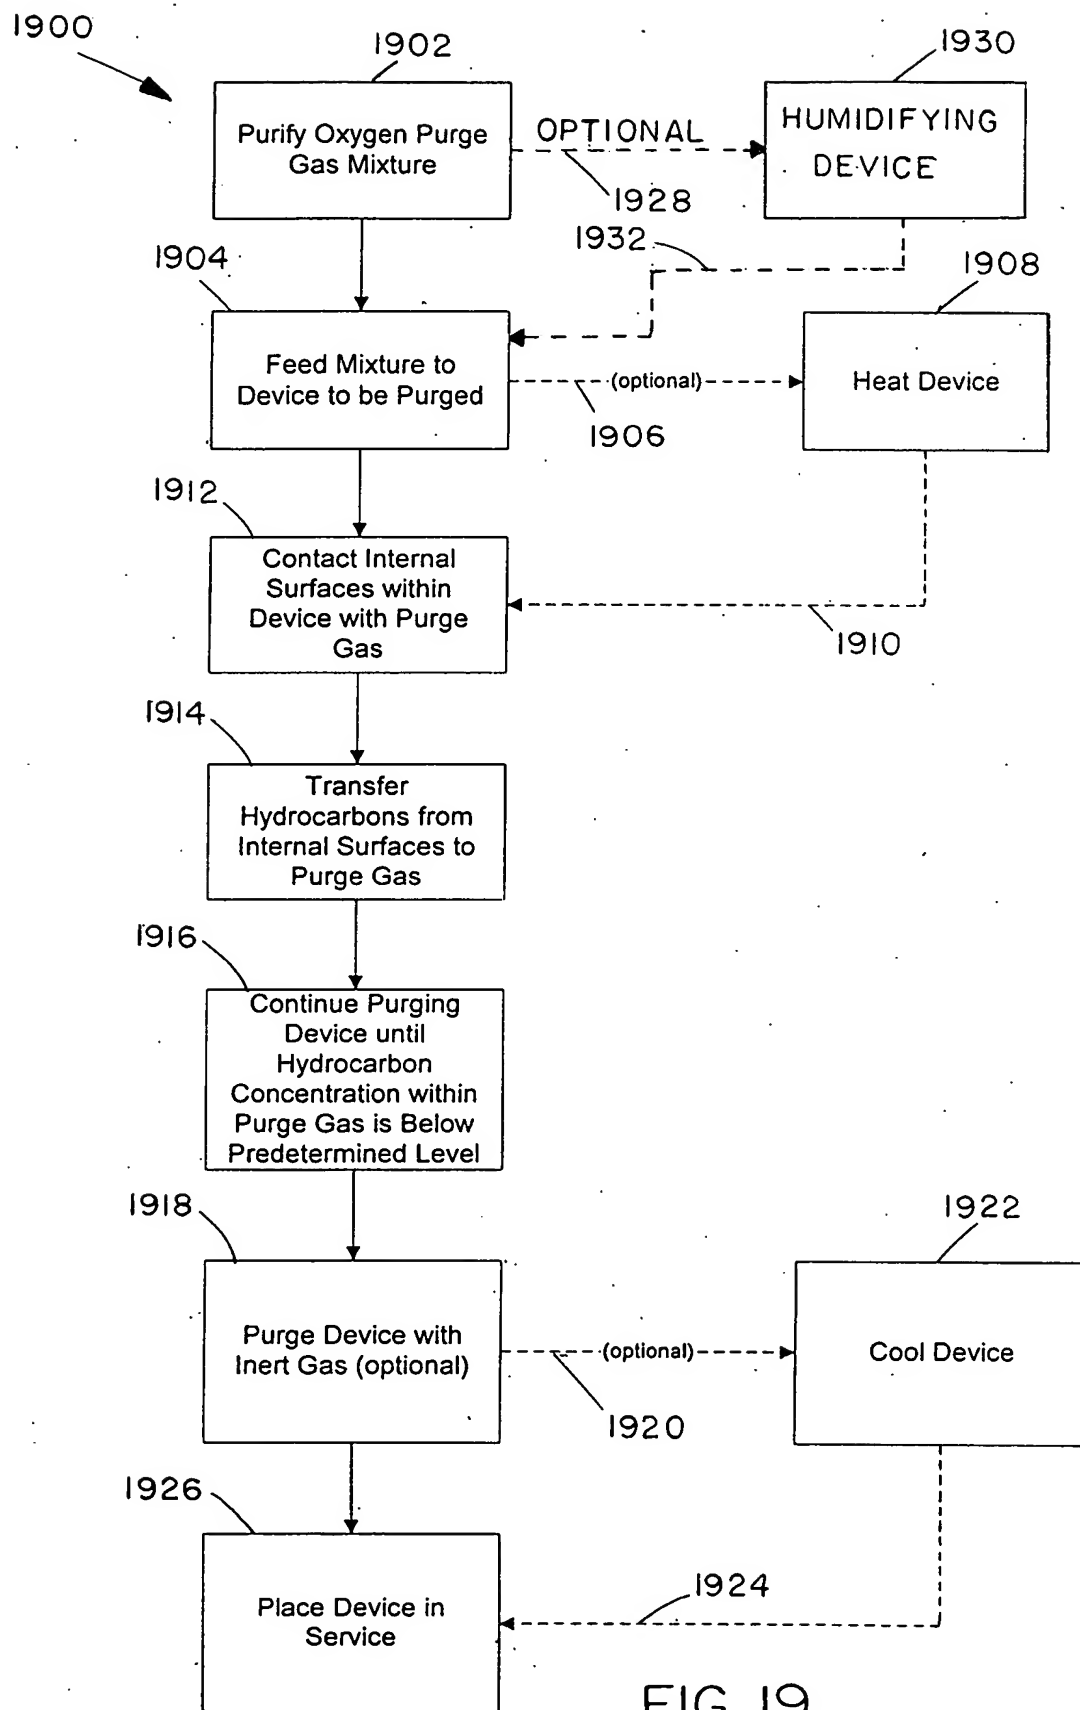 1900
1902
1930
Purify Oxygen Purge
Gas Mixture
OPTIONAL
1928
HUMIDIFYING
DEVICE
1932
1904
1908
Feed Mixture to
Device to be Purged
(optional)
1906
Heat Device
1912
Contact Internal
Surfaces within
Device with Purge
Gas
1910
1914
Transfer
Hydrocarbons from
Internal Surfaces to
Purge Gas
1916
Continue Purging
Device until
Hydrocarbon
Concentration within
Purge Gas is Below
Predetermined Level
1918
1922
Purge Device with
Inert Gas (optional)
(optional)
1920
Cool Device
1926
1924
Place Device in
Service
FIG. 19